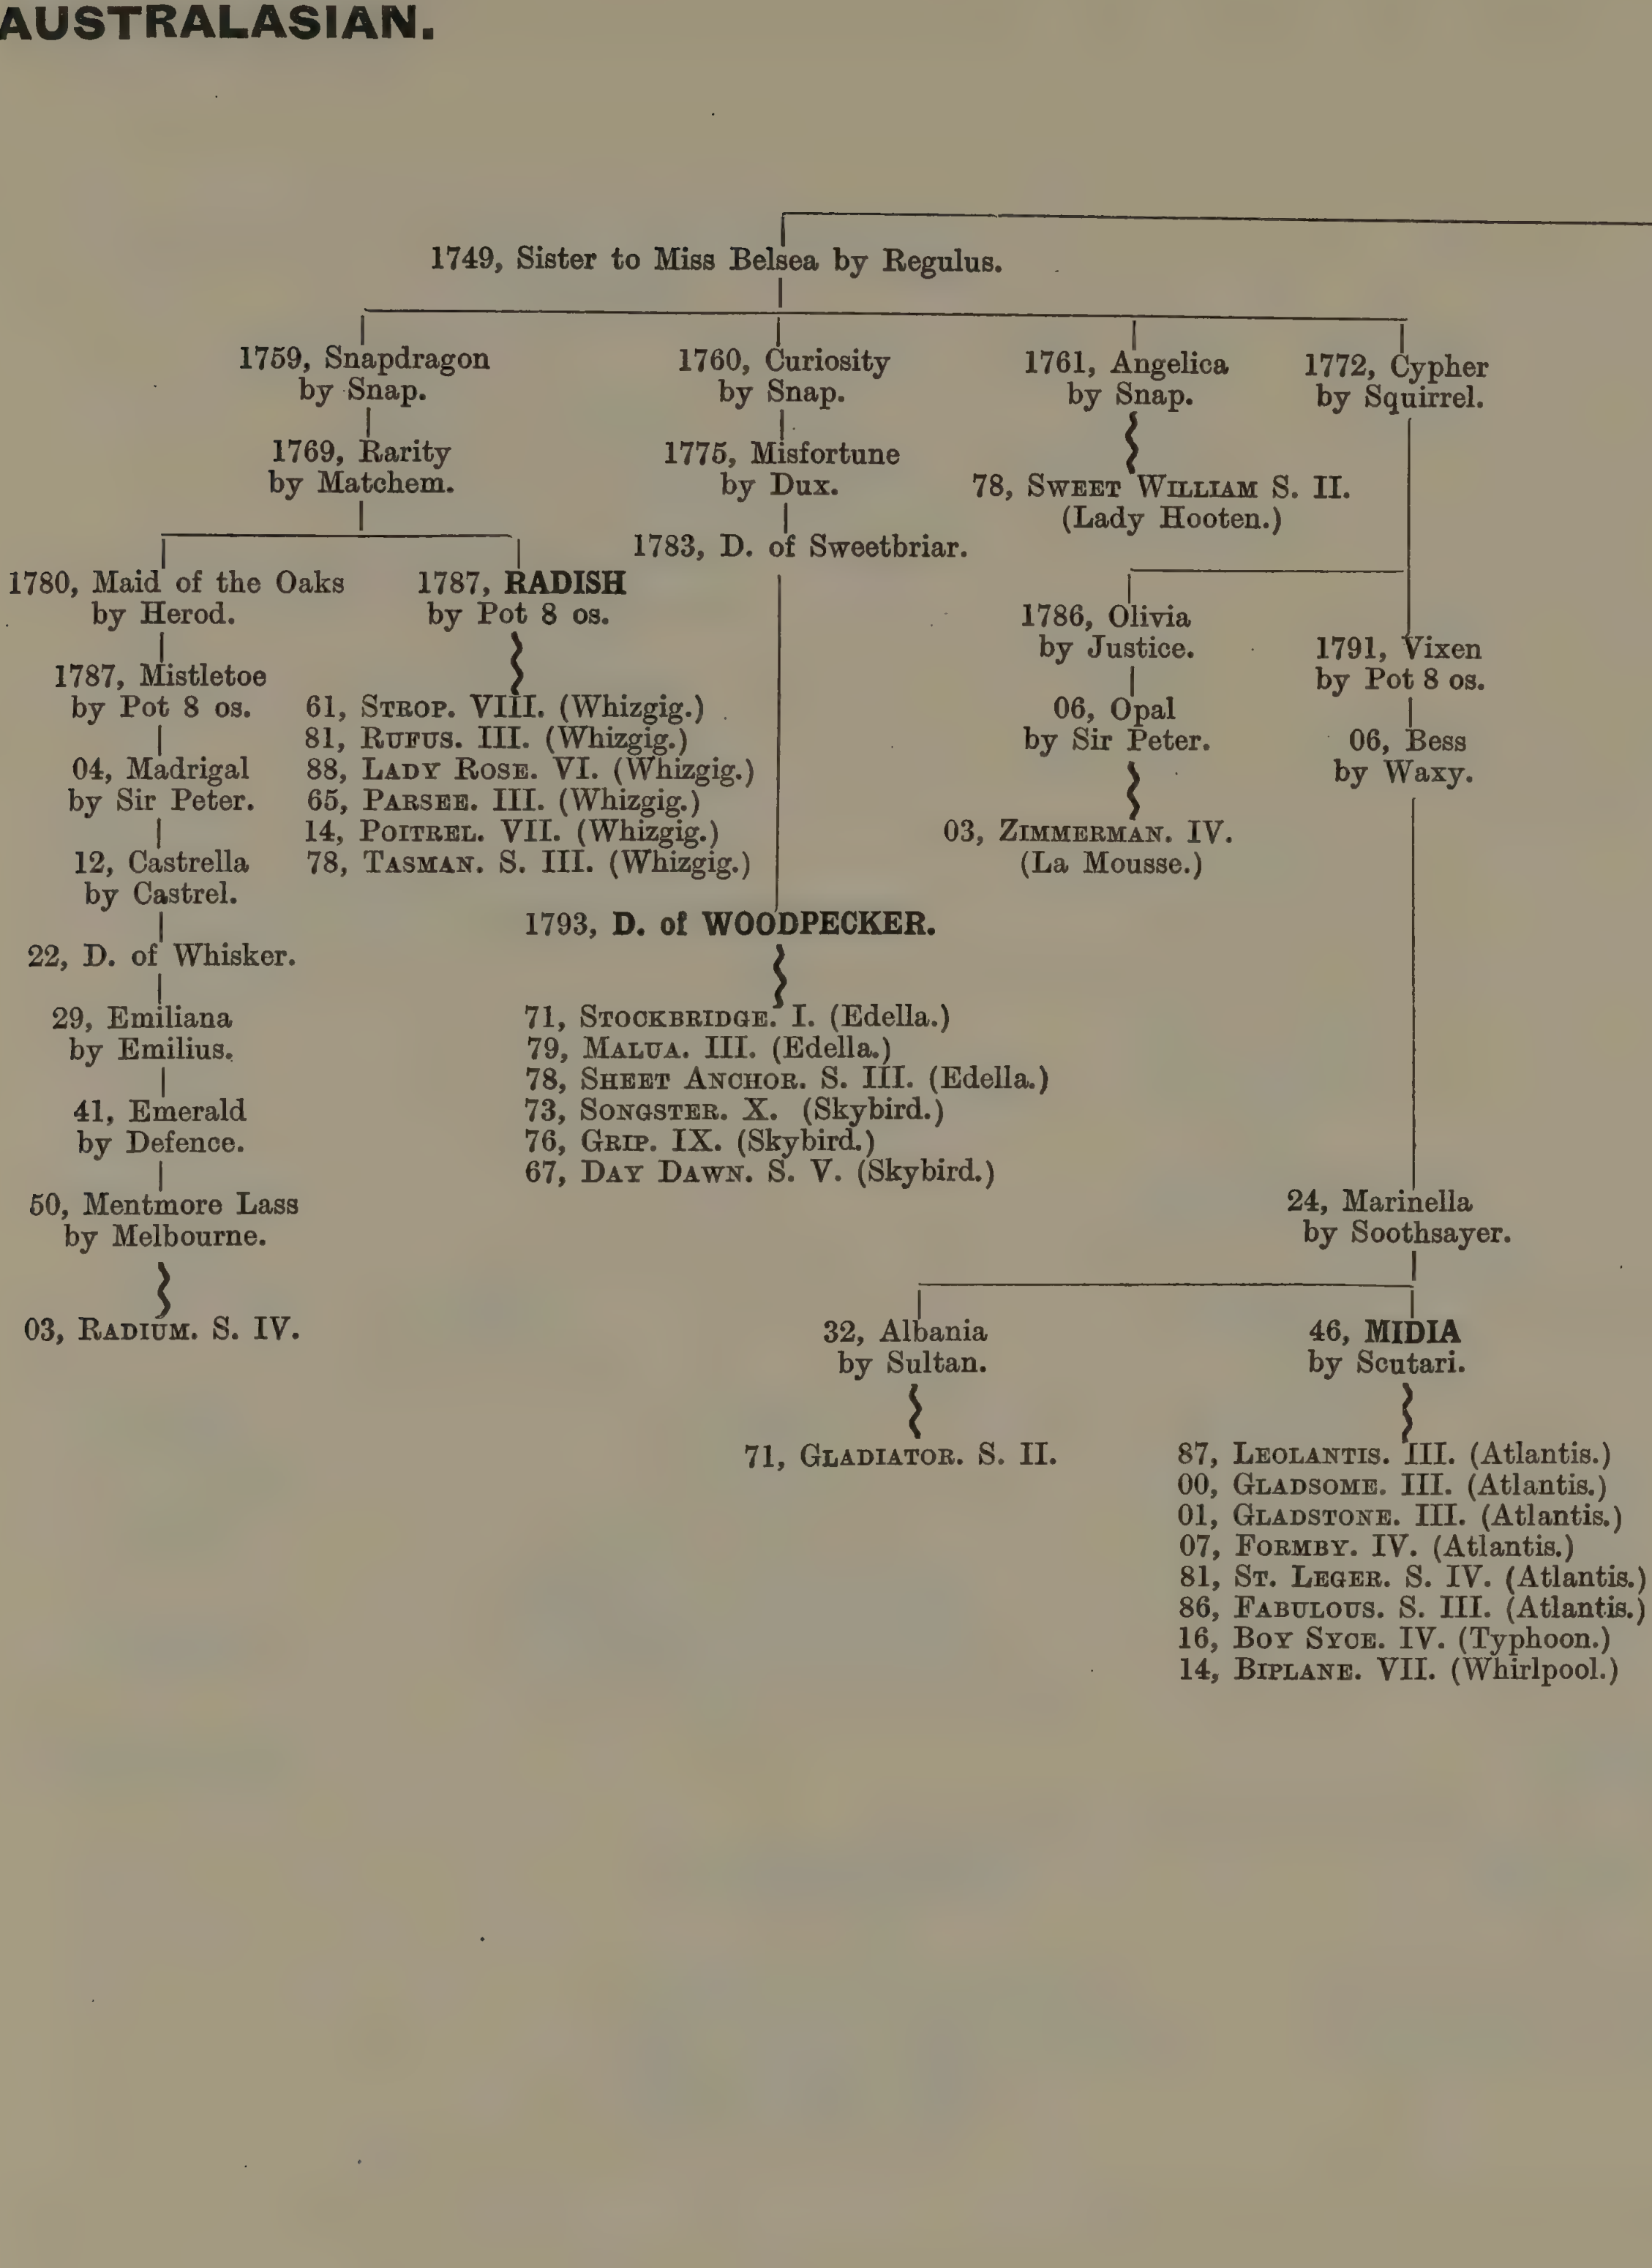 AUSTRALASIAN.
1749, Sister to Miss Belsea by Regulus.
1759, Snapdragon
by Snap.
1769, Rarity
by Matchem.
1780, Maid of the Oaks
by Herod.
1787, Mistletoe
by Pot 8 os.
04, Madrigal
by Sir Peter.
12, Castrella
by Castrel.
22, D. of Whisker.
29, Emiliana
by Emilius.
41, Emerald
by Defence.
50, Mentmore Lass
by Melbourne.
03, RADIUM. S. IV.
1787, RADISH
by Pot 8 os.
61, STROP. VIII. (Whizgig.)
81, RUFUS. III. (Whizgig.)
88, LADY ROSE. VI. (Whizgig.)
65, PARSEE. III. (Whizgig.)
14, POITREL. VII. (Whizgig.)
78, TASMAN. S. III. (Whizgig.)
1760, Curiosity
by Snap.
1775, Misfortune
by Dux.
1783, D. of Sweetbriar.
1793, D. of WOODPECKER.
71, STOCKBRIDGE. I. (Edella.)
79, MALUA. III. (Edella.)
78, SHEET ANCHOR. S. III. (Edella.)
73, SONGSTER. X. (Skybird.)
76, GRIP. IX. (Skybird.)
67, DAY DAWN. S. V. (Skybird.)
1761, Angelica
by Snap.
78, SWEET WILLIAM S. II.
(Lady Hooten.)
1772, Cypher
by Squirrel.
1786, Olivia
by Justice.
06, Opal
by Sir Peter.
03, ZIMMERMAN. IV.
(La Mousse.)
1791, Vixen
by Pot 8 os.
06, Bess
by Waxy.
24, Marinella
by Soothsayer.
32, Albania
by Sultan.
71, GLADIATOR. S. II.
46, MIDIA
by Scutari.
87, LEOLANTIS. III. (Atlantis.)
00, GLADSOME. III. (Atlantis.)
01, GLADSTONE. III. (Atlantis.)
07, FORMBY. IV. (Atlantis.)
81, ST. LEGER. S. IV. (Atlantis.)
86, FABULOUS. S. III. (Atlantis.)
16, BOY SYCE. IV. (Typhoon.)
14, BIPLANE. VII. (Whirlpool.)